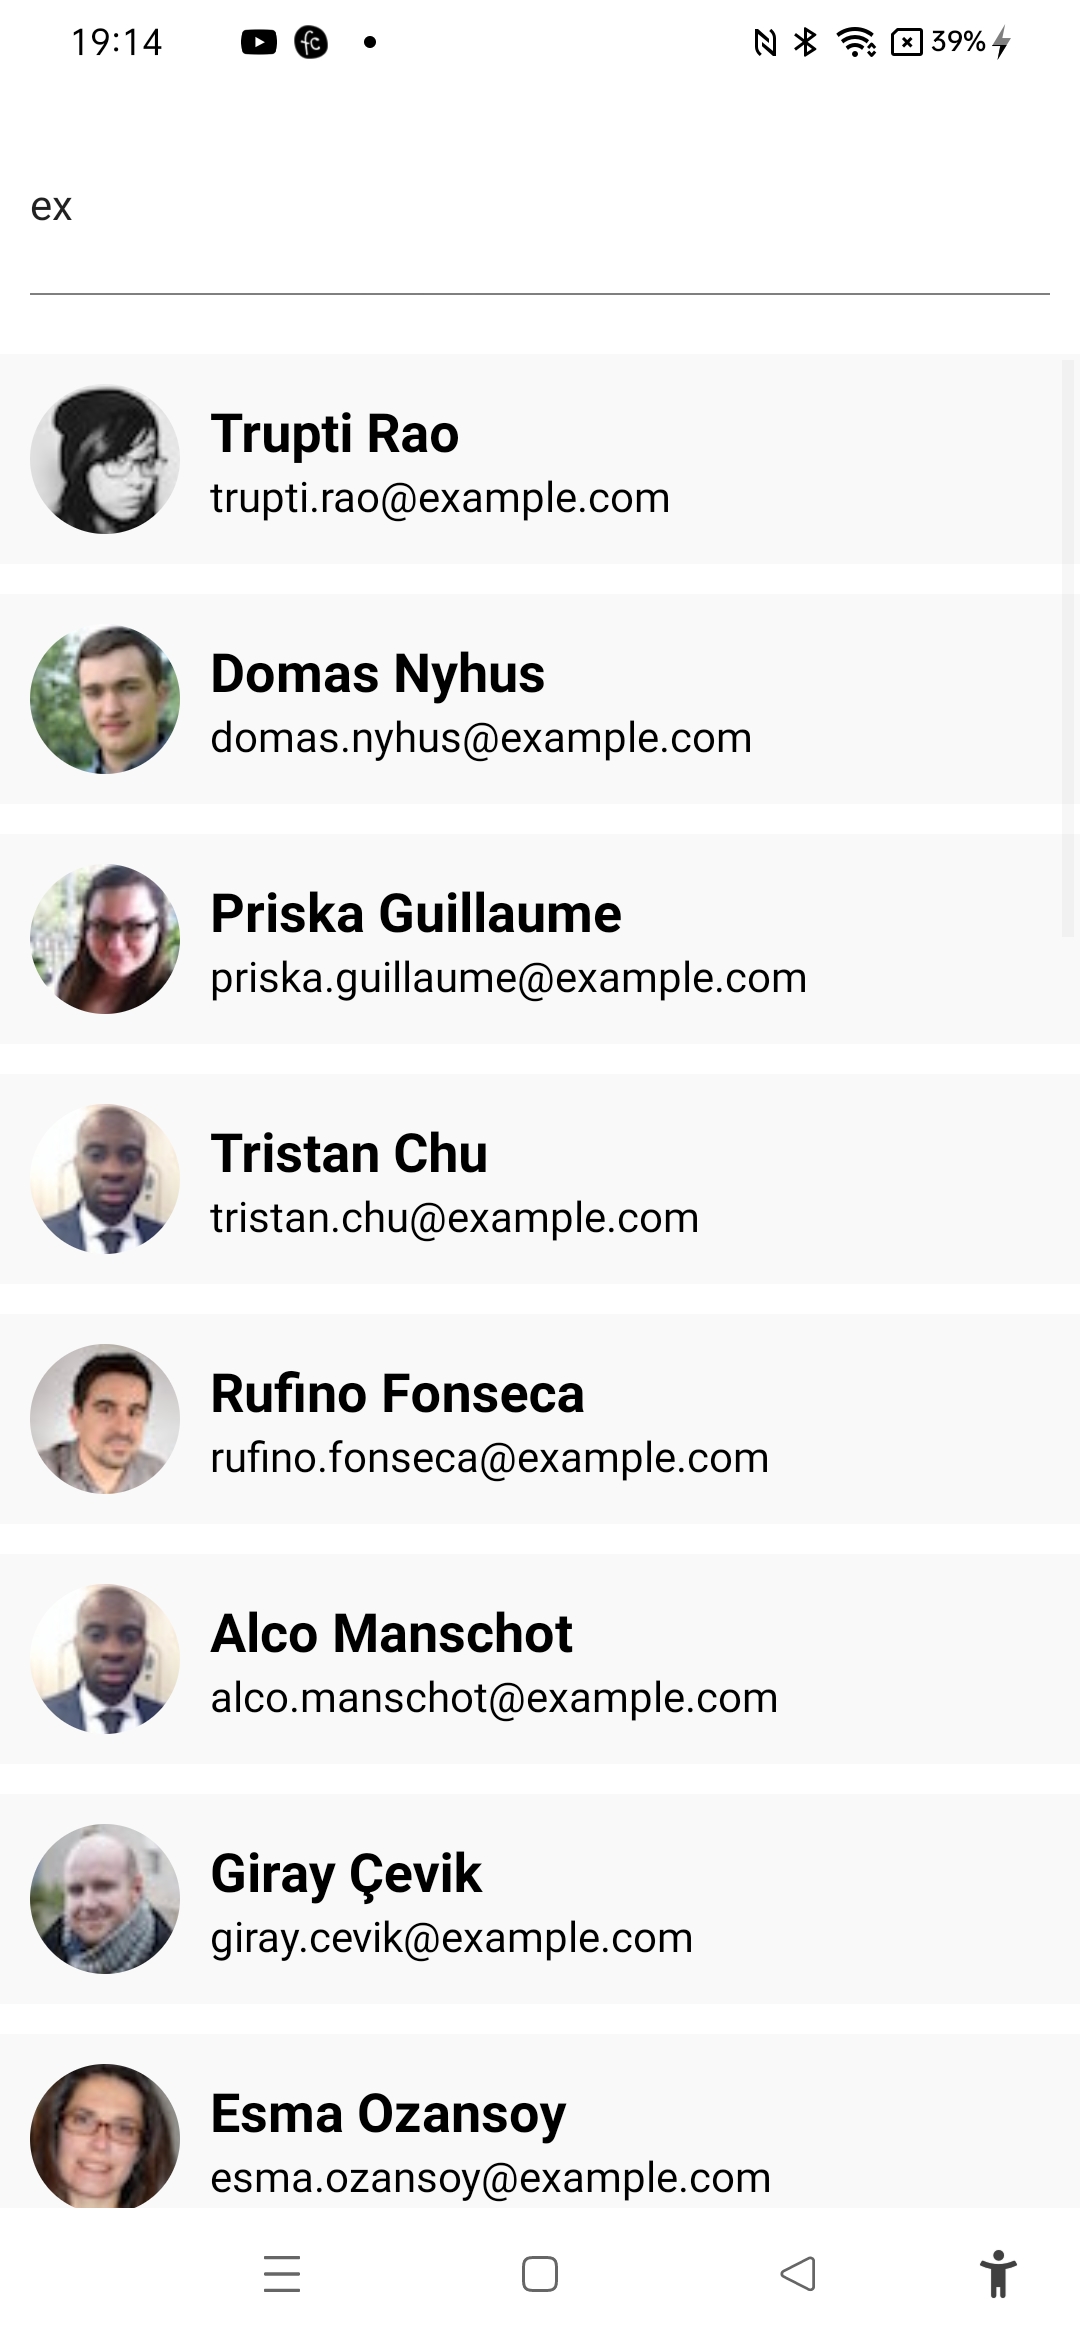 19:14
39%
ex
Trupti Rao
trupti.rao@example.com
Domas Nyhus
domas.nyhus@example.com
Priska Guillaume
priska.guillaume@example.com
Tristan Chu
tristan.chu@example.com
Rufino Fonseca
rufino.fonseca@example.com
Alco Manschot
alco.manschot@example.com
Giray Çevik
giray.cevik@example.com
Esma Ozansoy
esma.ozansoy@example.com